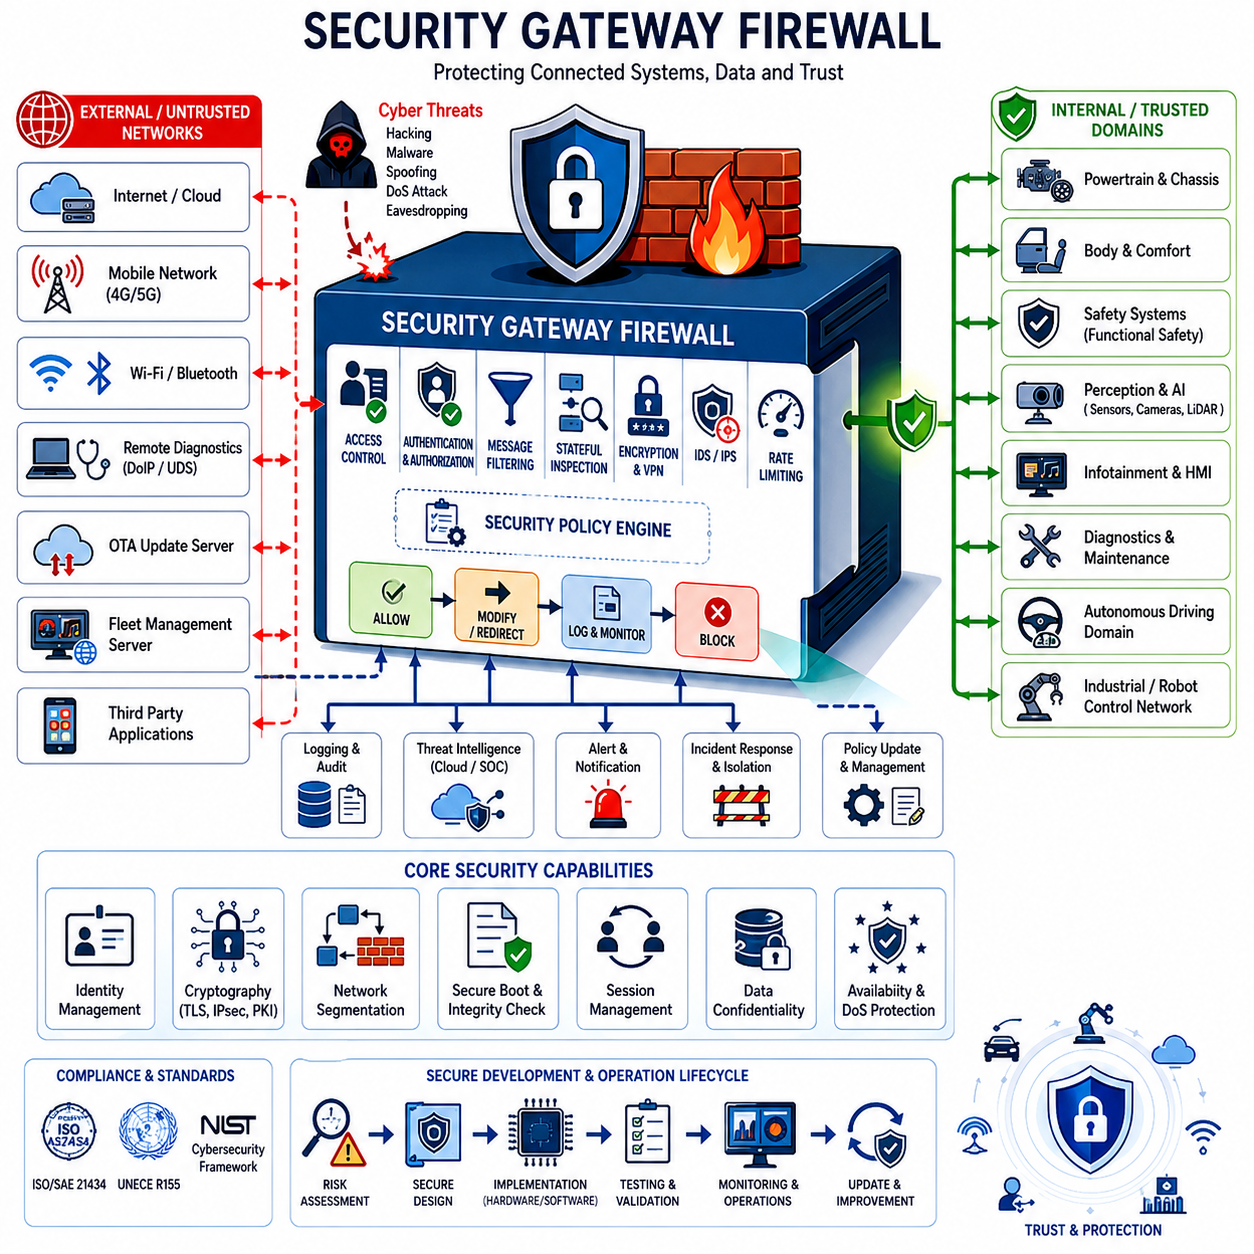 SECURITY GATEWAY FIREWALL
Protecting Connected Systems, Data and Trust
EXTERNAL / UNTRUSTED
NETWORKS
Internet / Cloud
Mobile Network
(4G/5G)
Wi-Fi / Bluetooth
Remote Diagnostics
(DoIP / UDS)
OTA Update Server
Fleet Management
Server
Third Party
Applications
Cyber Threats
Hacking
Malware
Spoofing
DoS Attack
Eavesdropping
SECURITY GATEWAY FIREWALL
ACCESS
CONTROL
AUTHENTICATION
& AUTHORIZATION
MESSAGE
FILTERING
STATEFUL
INSPECTION
ENCRYPTION
& VPN
IDS / IPS
RATE
LIMITING
SECURITY POLICY ENGINE
ALLOW
MODIFY
/ REDIRECT
LOG & MONITOR
BLOCK
INTERNAL / TRUSTED
DOMAINS
Powertrain & Chassis
Body & Comfort
Safety Systems
(Functional Safety)
Perception & AI
( Sensors, Cameras, LiDAR )
Infotainment & HMI
Diagnostics &
Maintenance
Autonomous Driving
Domain
Industrial / Robot
Control Network
Logging &
Audit
Threat Intelligence
(Cloud / SOC)
Alert &
Notification
Incident Response
& Isolation
Policy Update
& Management
CORE SECURITY CAPABILITIES
Identity
Management
Cryptography
(TLS, IPsec, PKI)
Network
Segmentation
Secure Boot &
Integrity Check
Session
Management
Data
Confidentiality
Availabiity &
DoS Protection
COMPLIANCE & STANDARDS
ISO
ISO/SAE 21434
UNECE R155
NIST
Cybersecurity
Framework
SECURE DEVELOPMENT & OPERATION LIFECYCLE
RISK
ASSESSMENT
SECURE
DESIGN
IMPLEMENTATION
(HARDWARE/SOFTWARE)
TESTING &
VALIDATION
MONITORING &
OPERATIONS
UPDATE &
IMPROVEMENT
TRUST & PROTECTION